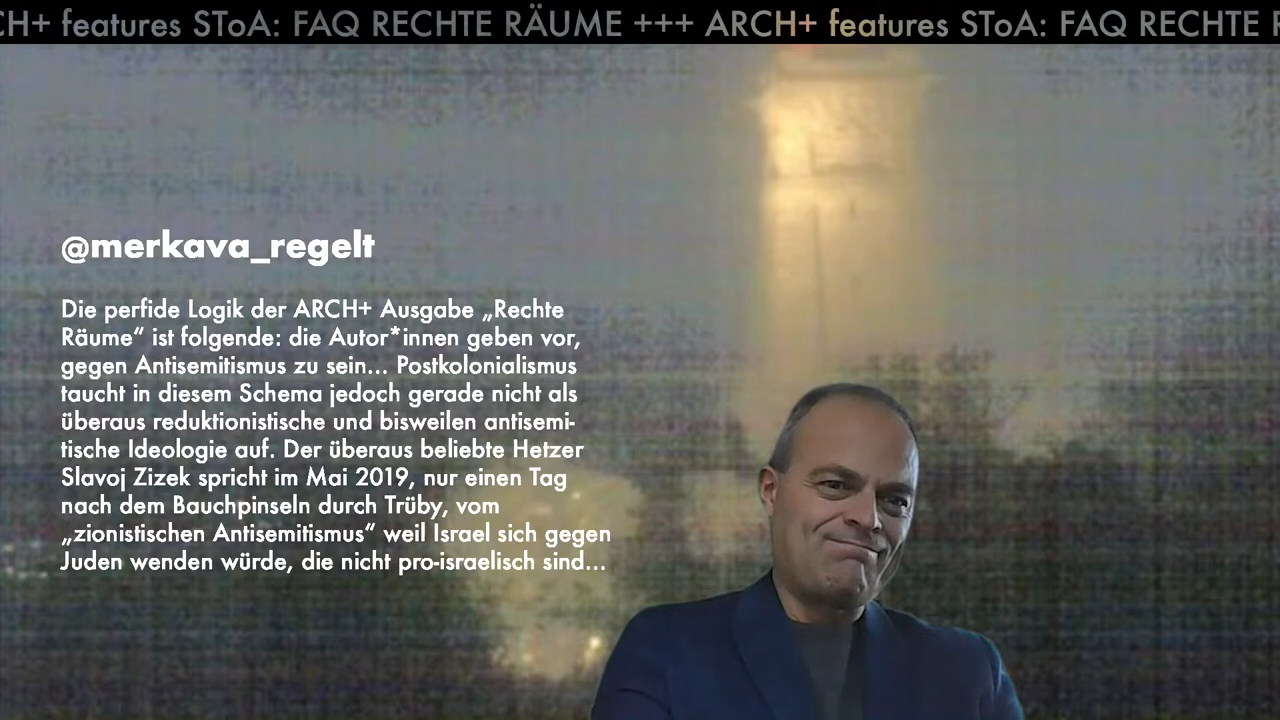 CH+ features SToA: FAQ RECHTE RÄUME +++ ARCH+ features SToA: FAQ RECHTE R
@merkava_regelt
Die perfide Logik der ARCH+ Ausgabe „Rechte
Räume“ ist folgende: die Autor*innen geben vor,
gegen Antisemitismus zu sein... Postkolonialismus
taucht in diesem Schema jedoch gerade nicht als
überaus reduktionistische und bisweilen antisemi-
tische Ideologie auf. Der überaus beliebte Hetzer
Slavoj Zizek spricht im Mai 2019, nur einen Tag
nach dem Bauchpinseln durch Trüby, vom
„zionistischen Antisemitismus“ weil Israel sich gegen
Juden wenden würde, die nicht pro-israelisch sind...